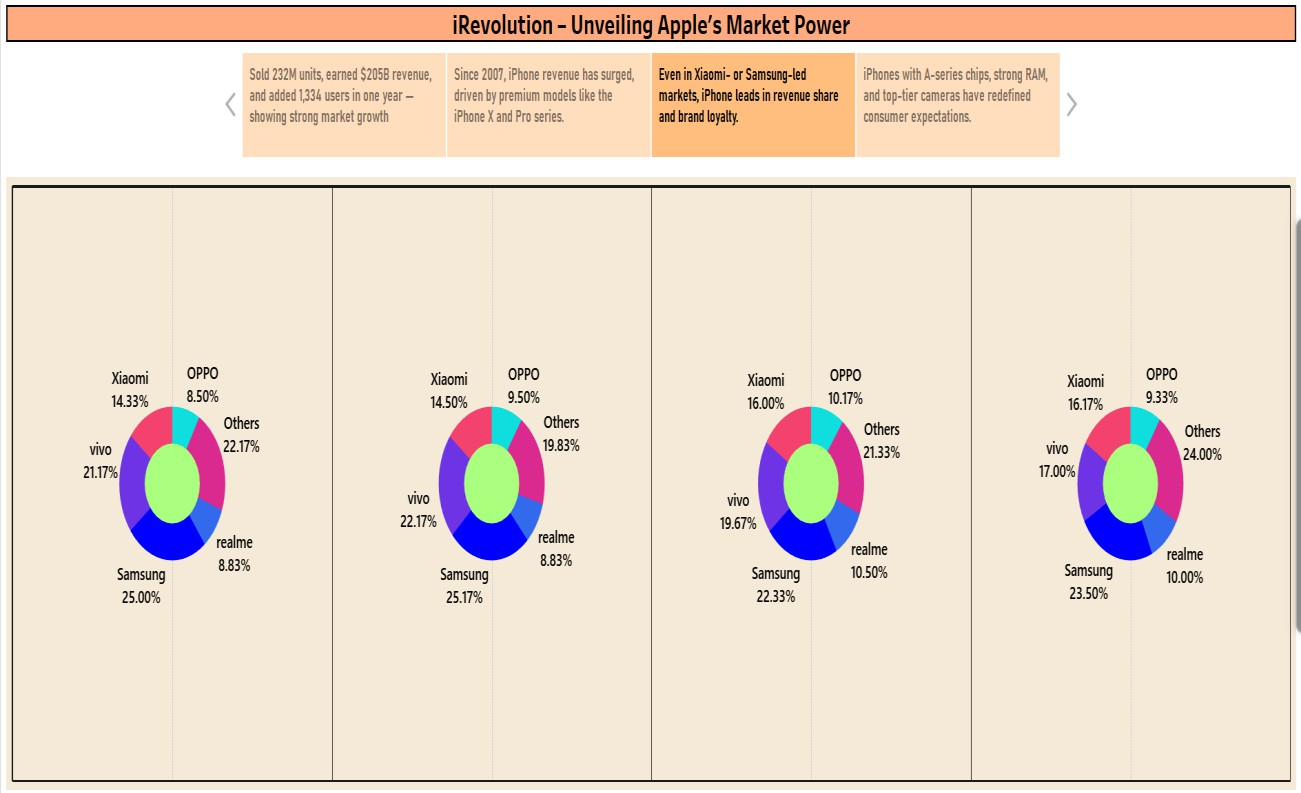 iRevolution – Unveiling Apple's Market Power
Sold 232M units, earned $205B revenue,
and added 1,334 users in one year —
showing strong market growth
Since 2007, iPhone revenue has surged,
driven by premium models like the
iPhone X and Pro series.
Even in Xiaomi- or Samsung-led
markets, iPhone leads in revenue share
and brand loyalty.
iPhones with A-series chips, strong RAM,
and top-tier cameras have redefined
consumer expectations.
Xiaomi
14.33%
OPPO
8.50%
Others
22.17%
vivo
21.17%
realme
8.83%
Samsung
25.00%
Xiaomi
14.50%
OPPO
9.50%
Others
19.83%
vivo
22.17%
realme
8.83%
Samsung
25.17%
Xiaomi
16.00%
OPPO
10.17%
Others
21.33%
vivo
19.67%
realme
10.50%
Samsung
22.33%
Xiaomi
16.17%
OPPO
9.33%
Others
24.00%
vivo
17.00%
realme
10.00%
Samsung
23.50%